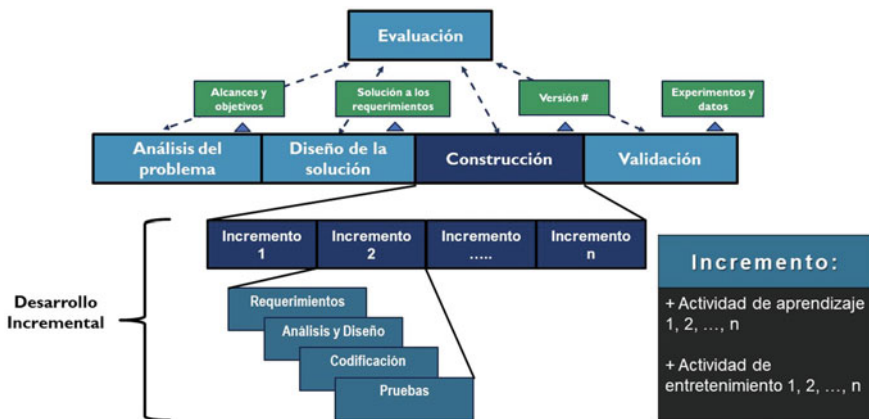 Evaluación
Alcances y
objetivos
Solución a los
requerimientos
Versión #
Experimentos y
datos
Análisis del
problema
Diseño de la
solución
Construcción
Validación
Incremento
1
Incremento
2
Incremento
.....
Incremento
n
Desarrollo
Incremental
Requerimientos
Análisis y Diseño
Codificación
Pruebas
Incremento:
+ Actividad de aprendizaje
1, 2, ..., n
+ Actividad de
entretenimiento 1, 2, ..., n